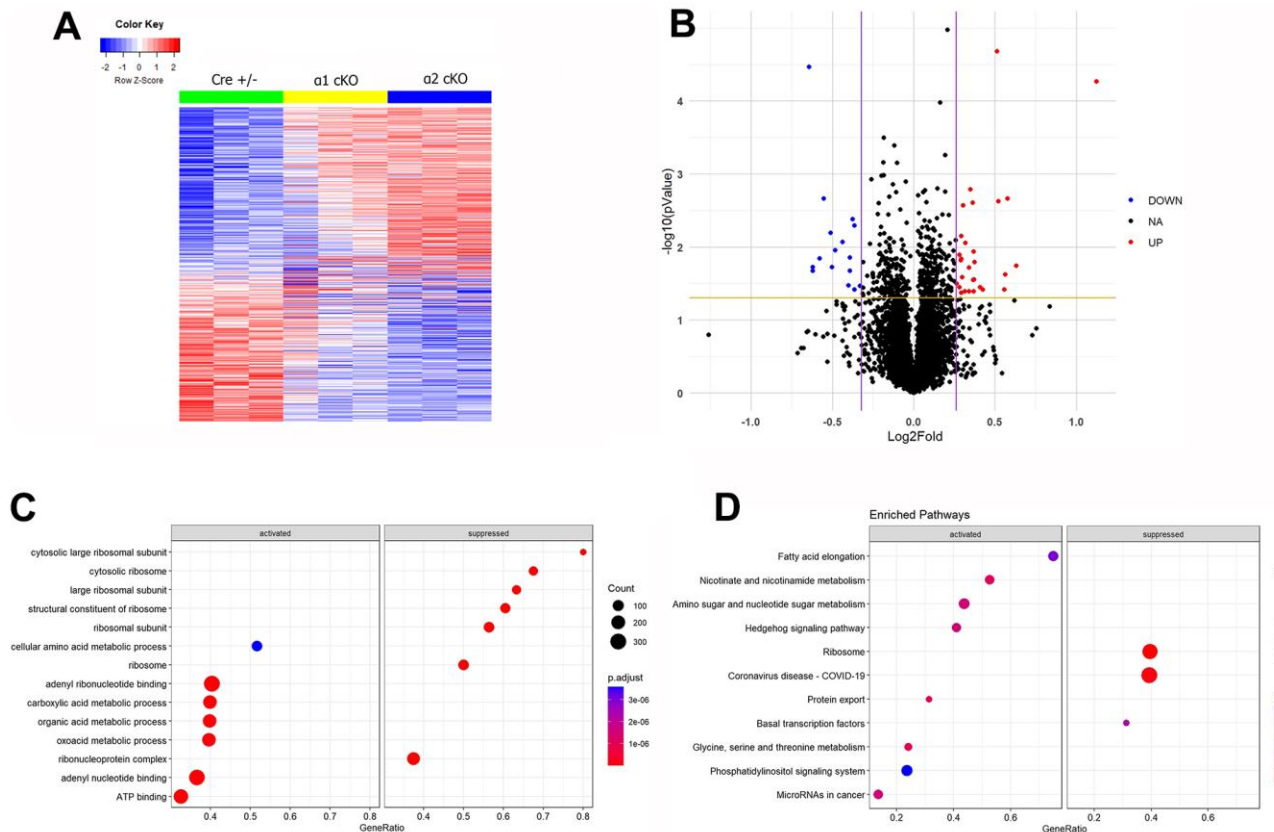 A
Color Key
-2 -1 0 1 2
Row Z-Score
Cre +/-
α1 cKO
α2 cKO
B
4
3
2
1
0
-log10(pValue)
-1.0
-0.5
0.0
0.5
1.0
Log2Fold
DOWN
NA
UP
C
activated
suppressed
cytosolic large ribosomal subunit
cytosolic ribosome
large ribosomal subunit
structural constituent of ribosome
ribosomal subunit
cellular amino acid metabolic process
ribosome
adenyl ribonucleotide binding
carboxylic acid metabolic process
organic acid metabolic process
oxoacid metabolic process
ribonucleoprotein complex
adenyl nucleotide binding
ATP binding
0.4 0.5 0.6 0.7 0.8
0.4 0.5 0.6 0.7 0.8
GeneRatio
Count
100
200
300
p.adjust
3e-06
2e-06
1e-06
D
Enriched Pathways
activated
suppressed
Fatty acid elongation
Nicotinate and nicotinamide metabolism
Amino sugar and nucleotide sugar metabolism
Hedgehog signaling pathway
Ribosome
Coronavirus disease - COVID-19
Protein export
Basal transcription factors
Glycine, serine and threonine metabolism
Phosphatidylinositol signaling system
MicroRNAs in cancer
0.2 0.4 0.6
0.2 0.4 0.6
GeneRatio